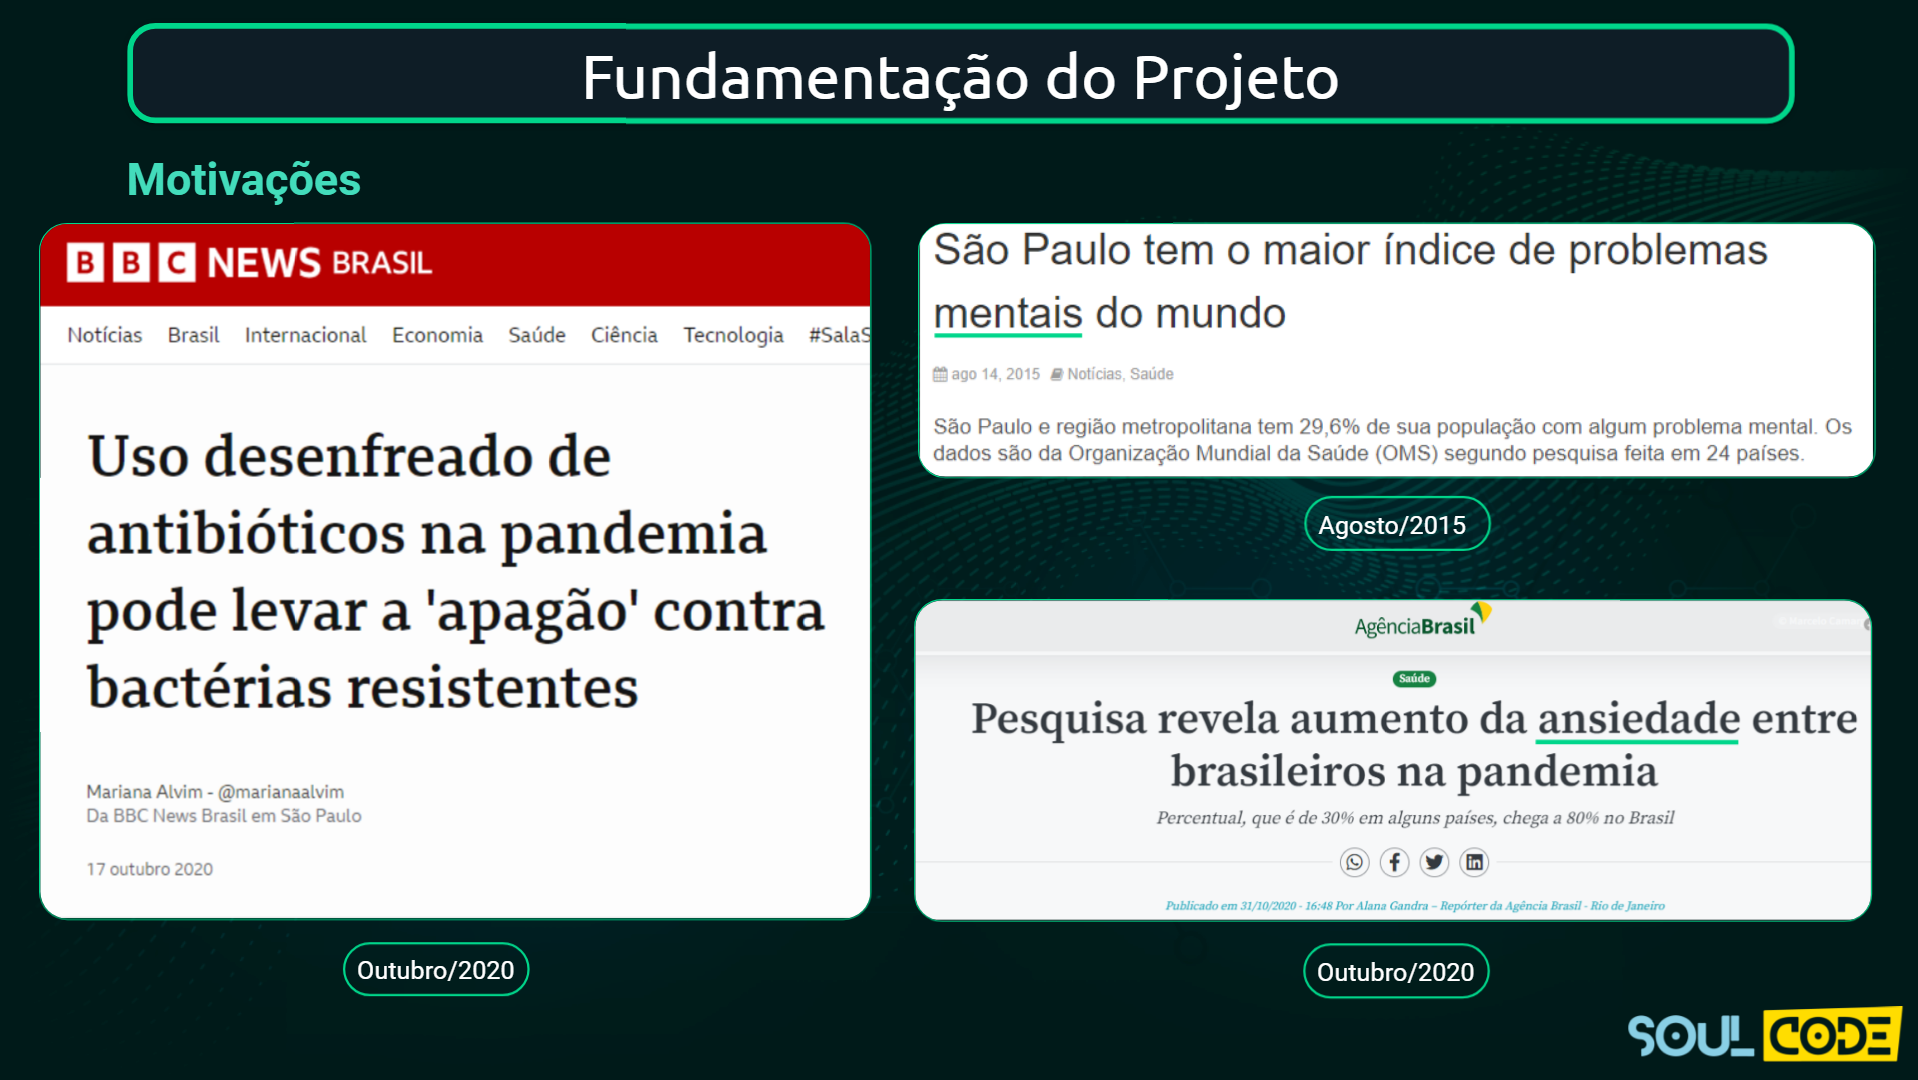 Fundamentação do Projeto
Motivações
BBC NEWS BRASIL
Notícias Brasil Internacional Economia Saúde Ciência Tecnologia #SalaS
Uso desenfreado de
antibióticos na pandemia
pode levar a 'apagão' contra
bactérias resistentes
Mariana Alvim - @marianaalvim
Da BBC News Brasil em São Paulo
17 outubro 2020
Outubro/2020
São Paulo tem o maior índice de problemas
mentais do mundo
ago 14, 2015 Notícias, Saúde
São Paulo e região metropolitana tem 29,6% de sua população com algum problema mental. Os
dados são da Organização Mundial da Saúde (OMS) segundo pesquisa feita em 24 países.
Agosto/2015
AgênciaBrasil
Saúde
Pesquisa revela aumento da ansiedade entre
brasileiros na pandemia
Percentual, que é de 30% em alguns países, chega a 80% no Brasil
Publicado em 31/10/2020 - 16:48 Por Alana Gandra – Repórter da Agência Brasil - Rio de Janeiro
Outubro/2020
SOUL CODE